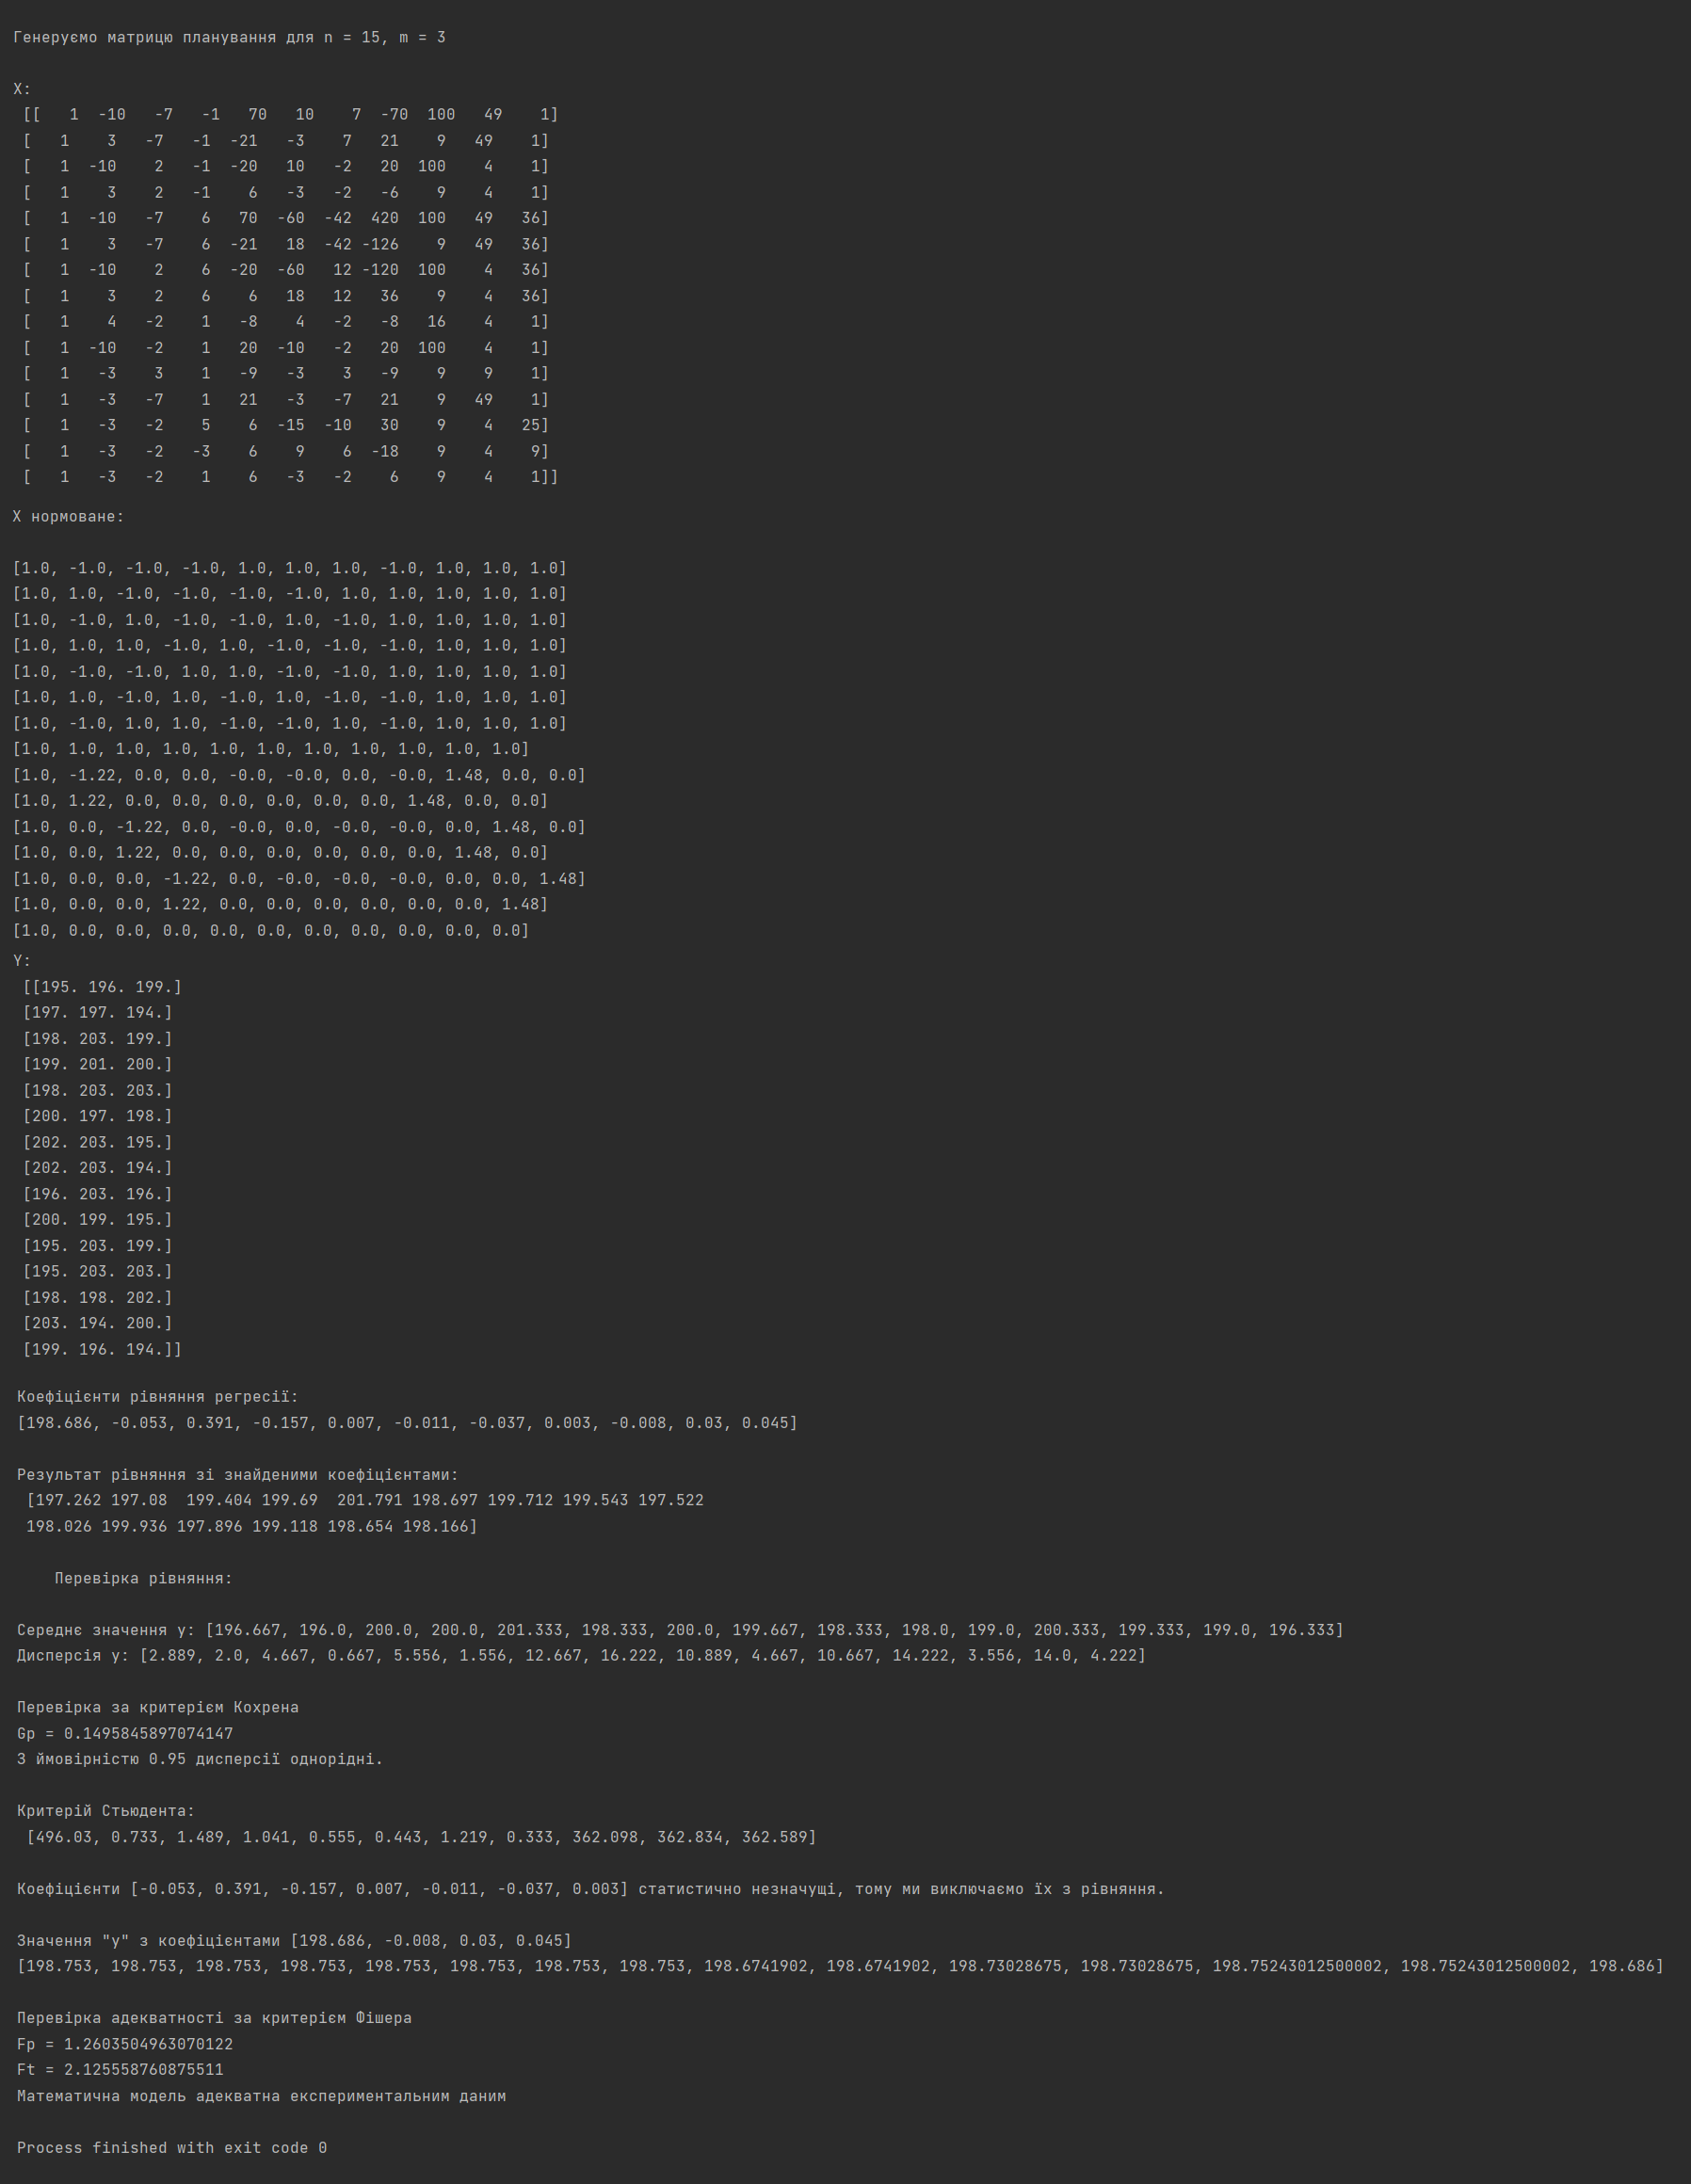 Генеруємо матрицю планування для n = 15, m = 3
X:
[[   1  -10   -7   -1   70   10    7  -70  100   49    1]
[   1    3   -7   -1  -21   -3    7   21    9   49    1]
[   1  -10    2   -1  -20   10   -2   20  100    4    1]
[   1    3    2   -1    6   -3   -2   -6    9    4    1]
[   1  -10   -7    6   70  -60  -42  420  100   49   36]
[   1    3   -7    6  -21   18  -42 -126    9   49   36]
[   1  -10    2    6  -20  -60   12 -120  100    4   36]
[   1    3    2    6    6   18   12   36    9    4   36]
[   1    4   -2    1   -8    4   -2   -8   16    4    1]
[   1  -10   -2    1   20  -10   -2   20  100    4    1]
[   1   -3    3    1   -9   -3    3   -9    9    9    1]
[   1   -3   -7    1   21   -3   -7   21    9   49    1]
[   1   -3   -2    5    6  -15  -10   30    9    4   25]
[   1   -3   -2   -3    6    9    6  -18    9    4    9]
[   1   -3   -2    1    6   -3   -2    6    9    4    1]]
X нормоване:
[1.0, -1.0, -1.0, -1.0, 1.0, 1.0, 1.0, -1.0, 1.0, 1.0, 1.0]
[1.0, 1.0, -1.0, -1.0, -1.0, -1.0, 1.0, 1.0, 1.0, 1.0, 1.0]
[1.0, -1.0, 1.0, -1.0, -1.0, 1.0, -1.0, 1.0, 1.0, 1.0, 1.0]
[1.0, 1.0, 1.0, -1.0, 1.0, -1.0, -1.0, -1.0, 1.0, 1.0, 1.0]
[1.0, -1.0, -1.0, 1.0, 1.0, -1.0, -1.0, 1.0, 1.0, 1.0, 1.0]
[1.0, 1.0, -1.0, 1.0, -1.0, 1.0, -1.0, -1.0, 1.0, 1.0, 1.0]
[1.0, -1.0, 1.0, 1.0, -1.0, -1.0, 1.0, -1.0, 1.0, 1.0, 1.0]
[1.0, 1.0, 1.0, 1.0, 1.0, 1.0, 1.0, 1.0, 1.0, 1.0, 1.0]
[1.0, -1.22, 0.0, 0.0, -0.0, -0.0, 0.0, -0.0, 1.48, 0.0, 0.0]
[1.0, 1.22, 0.0, 0.0, 0.0, 0.0, 0.0, 0.0, 1.48, 0.0, 0.0]
[1.0, 0.0, -1.22, 0.0, -0.0, 0.0, -0.0, -0.0, 0.0, 1.48, 0.0]
[1.0, 0.0, 1.22, 0.0, 0.0, 0.0, 0.0, 0.0, 0.0, 1.48, 0.0]
[1.0, 0.0, 0.0, -1.22, 0.0, -0.0, -0.0, -0.0, 0.0, 0.0, 1.48]
[1.0, 0.0, 0.0, 1.22, 0.0, 0.0, 0.0, 0.0, 0.0, 0.0, 1.48]
[1.0, 0.0, 0.0, 0.0, 0.0, 0.0, 0.0, 0.0, 0.0, 0.0, 0.0]
Y:
[[195. 196. 199.]
[197. 197. 194.]
[198. 203. 199.]
[199. 201. 200.]
[198. 203. 203.]
[200. 197. 198.]
[202. 203. 195.]
[202. 203. 194.]
[196. 203. 196.]
[200. 199. 195.]
[195. 203. 199.]
[195. 203. 203.]
[198. 198. 202.]
[203. 194. 200.]
[199. 196. 194.]]
Коефіцієнти рівняння регресії:
[198.686, -0.053, 0.391, -0.157, 0.007, -0.011, -0.037, 0.003, -0.008, 0.03, 0.045]
Результат рівняння зі знайденими коефіцієнтами:
[197.262 197.08  199.404 199.69  201.791 198.697 199.712 199.543 197.522
198.026 199.936 197.896 199.118 198.654 198.166]
Перевірка рівняння:
Середнє значення y: [196.667, 196.0, 200.0, 200.0, 201.333, 198.333, 200.0, 199.667, 198.333, 198.0, 199.0, 200.333, 199.333, 199.0, 196.333]
Дисперсія y: [2.889, 2.0, 4.667, 0.667, 5.556, 1.556, 12.667, 16.222, 10.889, 4.667, 10.667, 14.222, 3.556, 14.0, 4.222]
Перевірка за критерієм Кохрена
Gp = 0.1495845897074147
З ймовірністю 0.95 дисперсії однорідні.
Критерій Стьюдента:
[496.03, 0.733, 1.489, 1.041, 0.555, 0.443, 1.219, 0.333, 362.098, 362.834, 362.589]
Коефіцієнти [-0.053, 0.391, -0.157, 0.007, -0.011, -0.037, 0.003] статистично незначущі, тому ми виключаємо їх з рівняння.
Значення "y" з коефіцієнтами [198.686, -0.008, 0.03, 0.045]
[198.753, 198.753, 198.753, 198.753, 198.753, 198.753, 198.753, 198.753, 198.6741902, 198.6741902, 198.73028675, 198.73028675, 198.75243012500002, 198.75243012500002, 198.686]
Перевірка адекватності за критерієм Фішера
Fp = 1.2603504963070122
Ft = 2.125558760875511
Математична модель адекватна експериментальним даним
Process finished with exit code 0